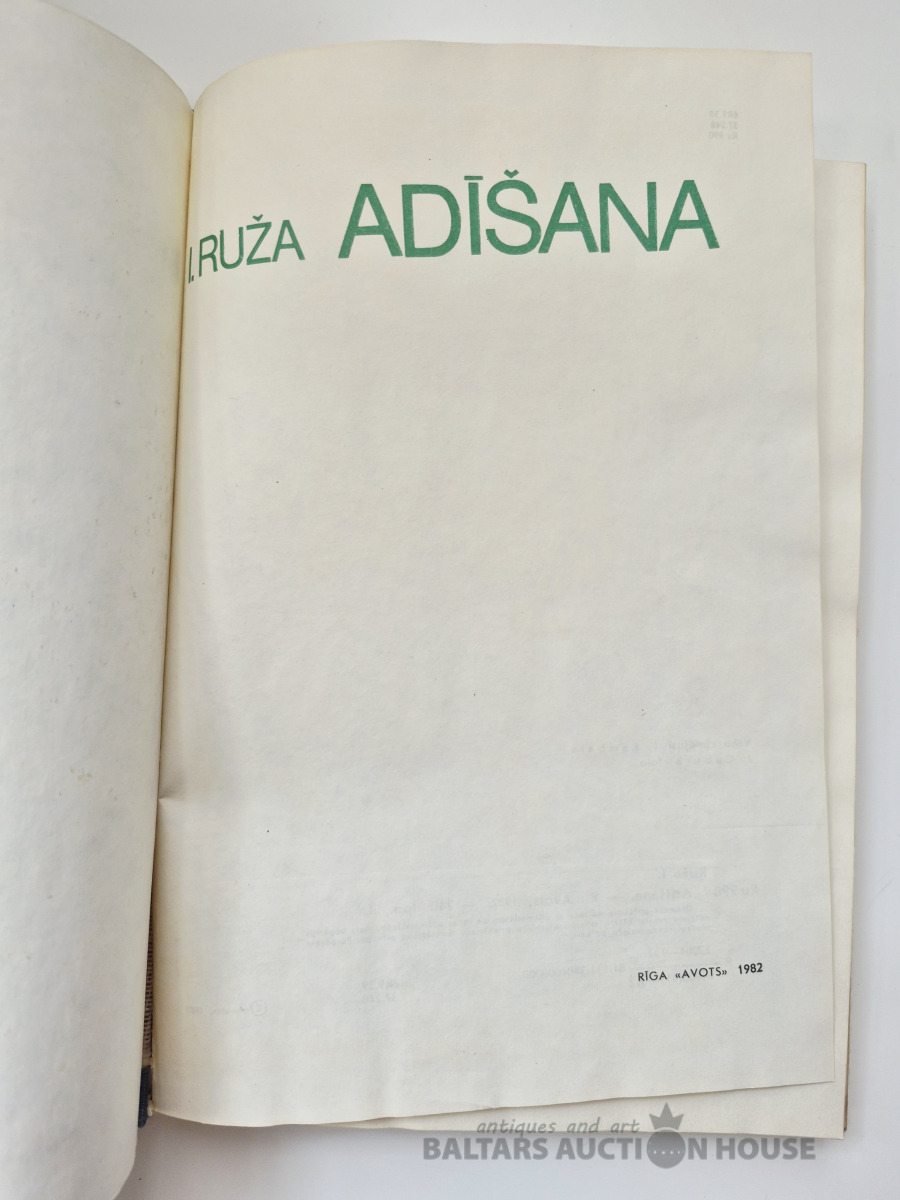 I. RUŽA ADĪŠANA
RĪGA «AVOTS» 1982
antiques and art
BALTARS AUCTION HOUSE